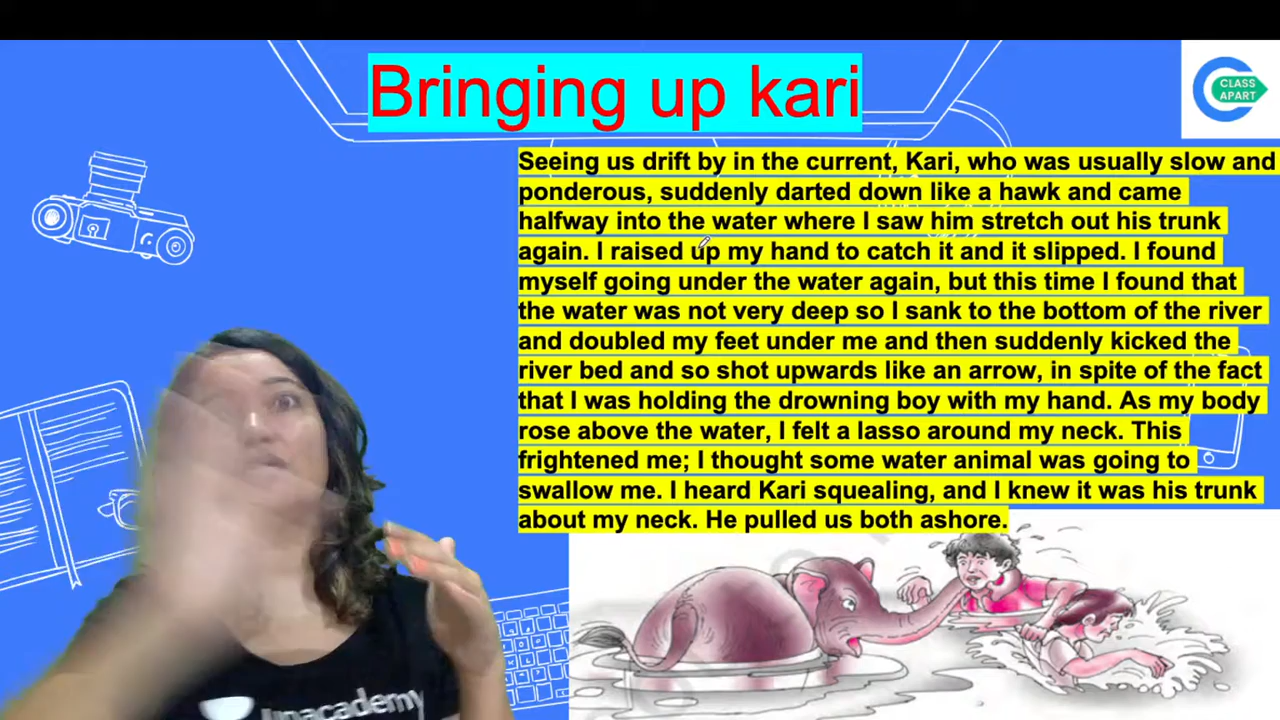 Bringing up kari
CLASS
APART
Seeing us drift by in the current, Kari, who was usually slow and
ponderous, suddenly darted down like a hawk and came
halfway into the water where I saw him stretch out his trunk
again. I raised up my hand to catch it and it slipped. I found
myself going under the water again, but this time I found that
the water was not very deep so I sank to the bottom of the river
and doubled my feet under me and then suddenly kicked the
river bed and so shot upwards like an arrow, in spite of the fact
that I was holding the drowning boy with my hand. As my body
rose above the water, I felt a lasso around my neck. This
frightened me; I thought some water animal was going to
swallow me. I heard Kari squealing, and I knew it was his trunk
about my neck. He pulled us both ashore.
unacademy